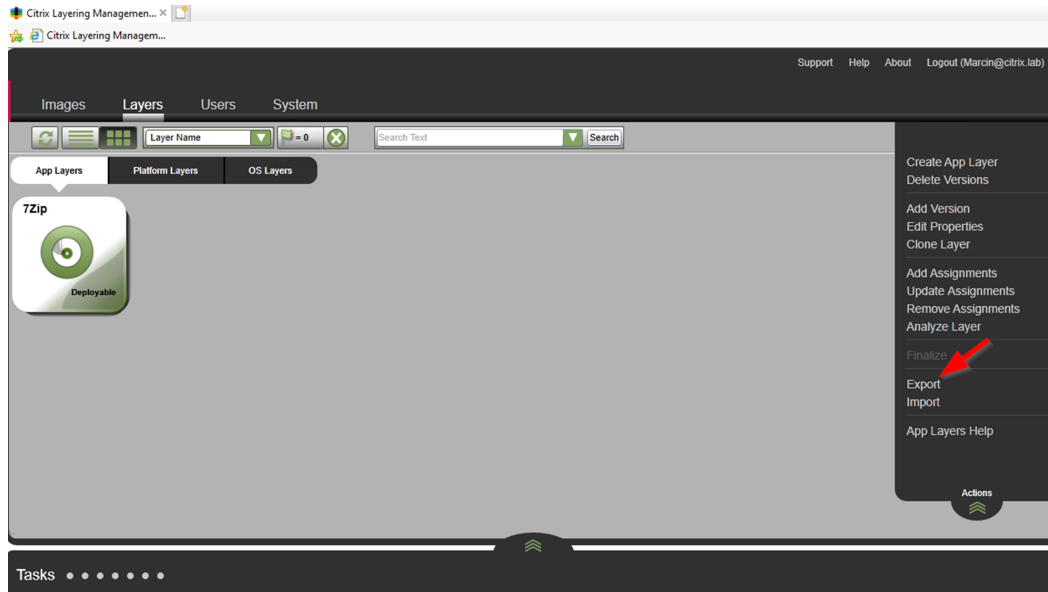 Citrix Layering Managemen...
Citrix Layering Managem...
Support Help About Logout (Marcin@citrix.lab)
Images Layers Users System
Layer Name = 0 Search Text Search
App Layers Platform Layers OS Layers
7Zip
Deployable
Create App Layer
Delete Versions
Add Version
Edit Properties
Clone Layer
Add Assignments
Update Assignments
Remove Assignments
Analyze Layer
Finalize
Export
Import
App Layers Help
Actions
Tasks